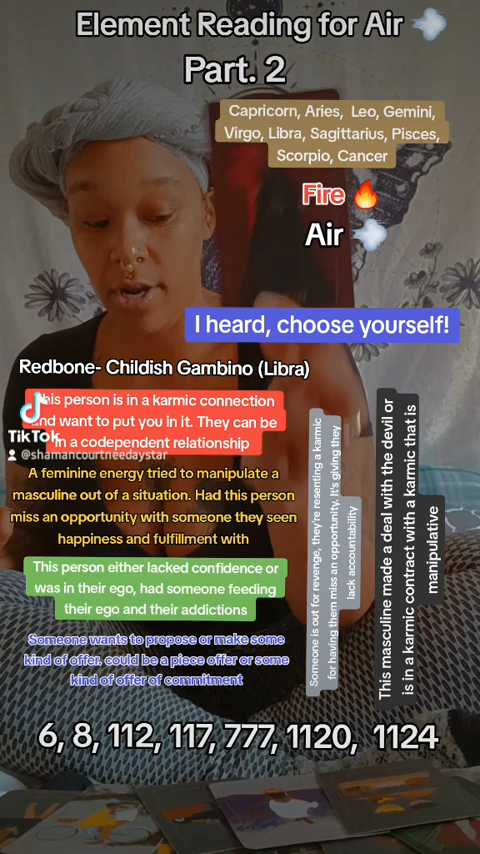 Element Reading for Air 💨
Part. 2
Capricorn, Aries, Leo, Gemini,
Virgo, Libra, Sagittarius, Pisces,
Scorpio, Cancer
Fire 🔥
Air 💨
I heard, choose yourself!
Redbone- Childish Gambino (Libra)
This person is in a karmic connection
and want to put you in it. They can be
in a codependent relationship
TikTok
@shamancourtneedaystar
A feminine energy tried to manipulate a
masculine out of a situation. Had this person
miss an opportunity with someone they seen
happiness and fulfillment with
This person either lacked confidence or
was in their ego, had someone feeding
their ego and their addictions
Someone wants to propose or make some
kind of offer. could be a piece offer or some
kind of offer of commitment
Someone is out for revenge, they're resenting a karmic
for having them miss an opportunity. It's giving they
lack accountability
This masculine made a deal with the devil or
is in a karmic contract with a karmic that is
manipulative
6, 8, 112, 117, 777, 1120, 1124